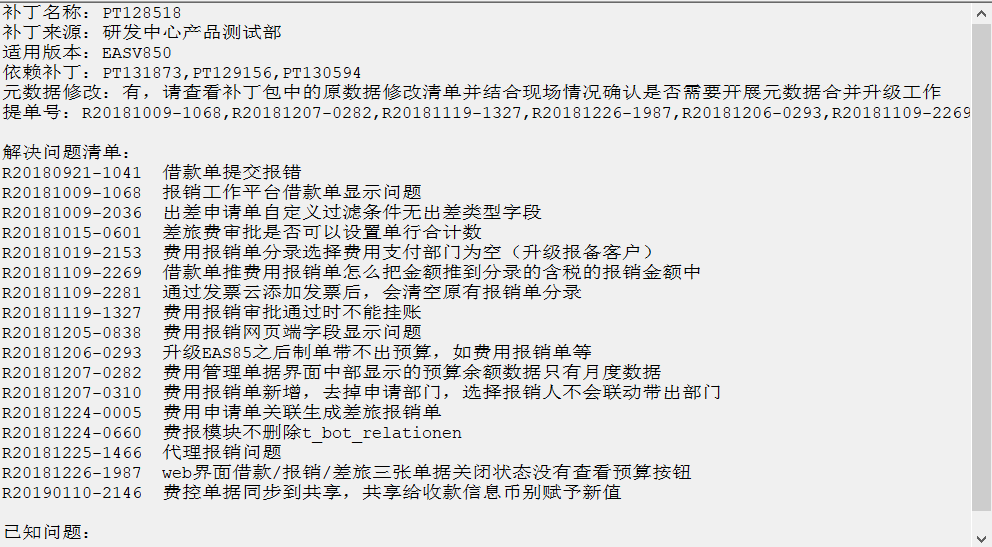 补丁名称：PT128518
补丁来源：研发中心产品测试部
适用版本：EASV850
依赖补丁：PT131873,PT129156,PT130594
元数据修改：有，请查看补丁包中的原数据修改清单并结合现场情况确认是否需要开展元数据合并升级工作
提单号：R20181009-1068,R20181207-0282,R20181119-1327,R20181226-1987,R20181206-0293,R20181109-2269
解决问题清单：
R20180921-1041 借款单提交报错
R20181009-1068 报销工作平台借款单显示问题
R20181009-2036 出差申请单自定义过滤条件无出差类型字段
R20181015-0601 差旅费审批是否可以设置单行合计数
R20181019-2153 费用报销单分录选择费用支付部门为空（升级报备客户）
R20181109-2269 借款单推费用报销单怎么把金额推到分录的含税的报销金额中
R20181109-2281 通过发票云添加发票后，会清空原有报销单分录
R20181119-1327 费用报销审批通过时不能挂账
R20181205-0838 费用报销网页端字段显示问题
R20181206-0293 升级EAS85之后制单带不出预算，如费用报销单等
R20181207-0282 费用管理单据界面中部显示的预算余额数据只有月度数据
R20181207-0310 费用报销单新增，去掉申请部门，选择报销人不会联动带出部门
R20181224-0005 费用申请单关联生成差旅报销单
R20181224-0660 费报模块不删除t_bot_relationen
R20181225-1466 代理报销问题
R20181226-1987 web界面借款/报销/差旅三张单据关闭状态没有查看预算按钮
R20190110-2146 费控单据同步到共享，共享给收款信息币别赋予新值
已知问题：